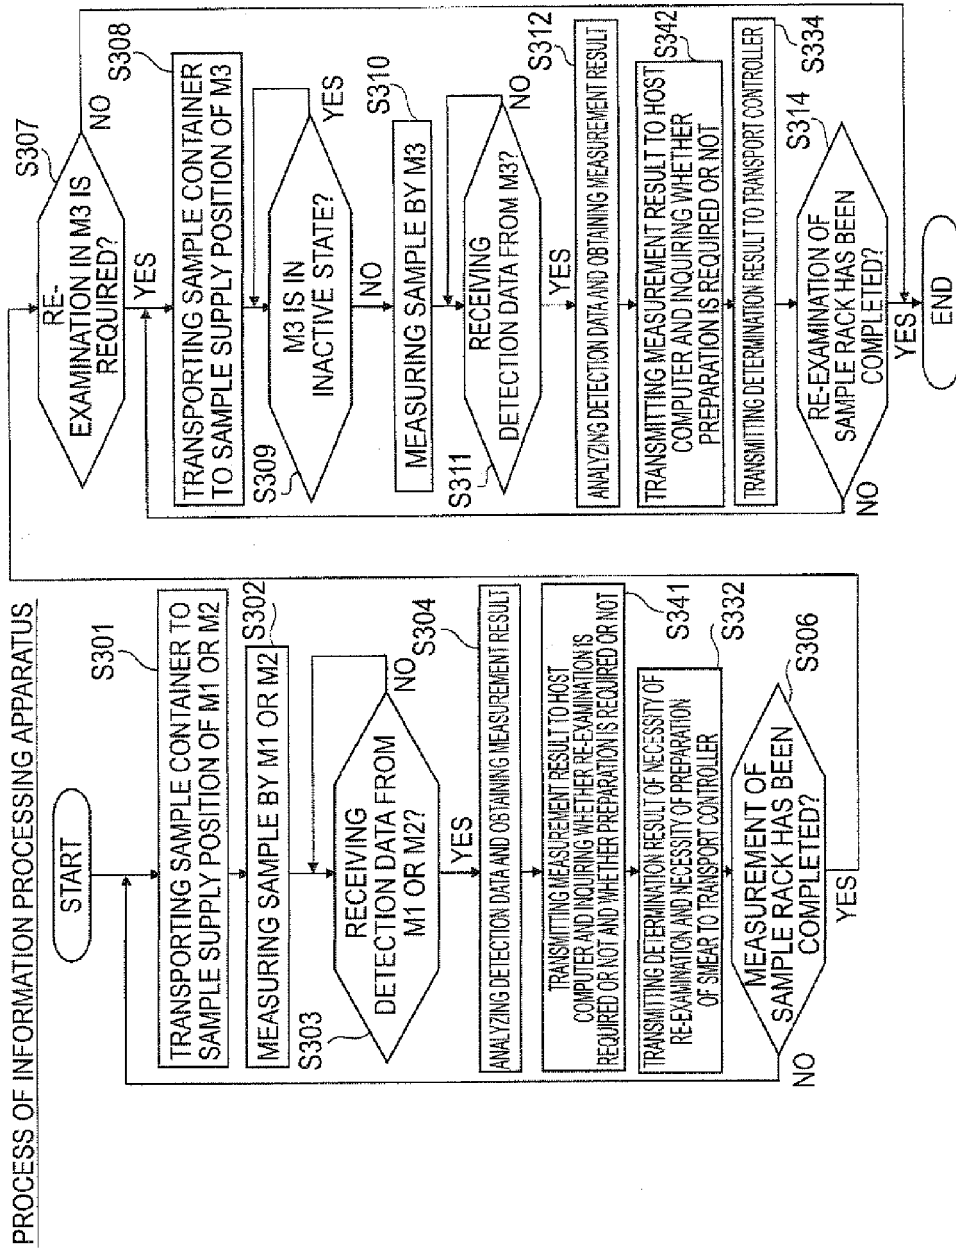 PROCESS OF INFORMATION PROCESSING APPARATUS
START
S301
TRANSPORTING SAMPLE CONTAINER TO
SAMPLE SUPPLY POSITION OF M1 OR M2
S302
MEASURING SAMPLE BY M1 OR M2
S303
RECEIVING
DETECTION DATA FROM
M1 OR M2?
NO
YES
S304
ANALYZING DETECTION DATA AND OBTAINING MEASUREMENT RESULT
S341
TRANSMITTING MEASUREMENT RESULT TO HOST
COMPUTER AND INQUIRING WHETHER RE-EXAMINATION IS
REQUIRED OR NOT AND WHETHER PREPARATION IS REQUIRED OR NOT
S332
TRANSMITTING DETERMINATION RESULT OF NECESSITY OF
RE-EXAMINATION AND NECESSITY OF PREPARATION
OF SMEAR TO TRANSPORT CONTROLLER
S306
MEASUREMENT OF
SAMPLE RACK HAS BEEN
COMPLETED?
NO
YES
S307
RE-
EXAMINATION IN M3 IS
REQUIRED?
NO
YES
S308
TRANSPORTING SAMPLE CONTAINER
TO SAMPLE SUPPLY POSITION OF M3
S309
M3 IS IN
INACTIVE STATE?
YES
NO
S310
MEASURING SAMPLE BY M3
S311
RECEIVING
DETECTION DATA FROM M3?
NO
YES
S312
ANALYZING DETECTION DATA AND OBTAINING MEASUREMENT RESULT
S342
TRANSMITTING MEASUREMENT RESULT TO HOST
COMPUTER AND INQUIRING WHETHER
PREPARATION IS REQUIRED OR NOT
S334
TRANSMITTING DETERMINATION RESULT TO TRANSPORT CONTROLLER
S314
RE-EXAMINATION OF
SAMPLE RACK HAS BEEN
COMPLETED?
NO
YES
END